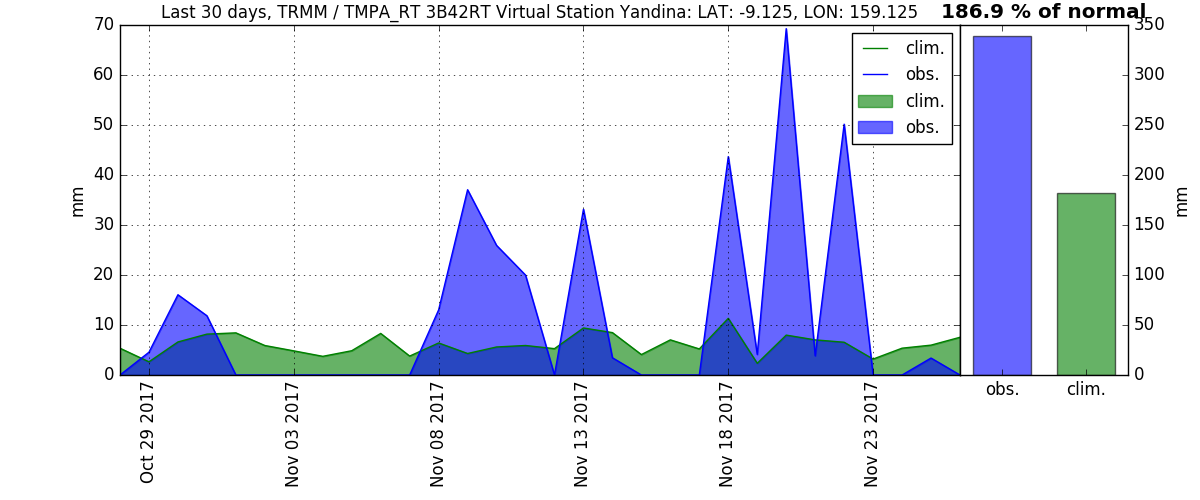 Last 30 days, TRMM / TMPA_RT 3B42RT Virtual Station Yandina: LAT: -9.125, LON: 159.125
186.9 % of normal
70
60
50
40
30
20
10
0
mm
clim.
obs.
clim.
obs.
Oct 29 2017
Nov 03 2017
Nov 08 2017
Nov 13 2017
Nov 18 2017
Nov 23 2017
350
300
250
200
150
100
50
0
mm
obs.
clim.